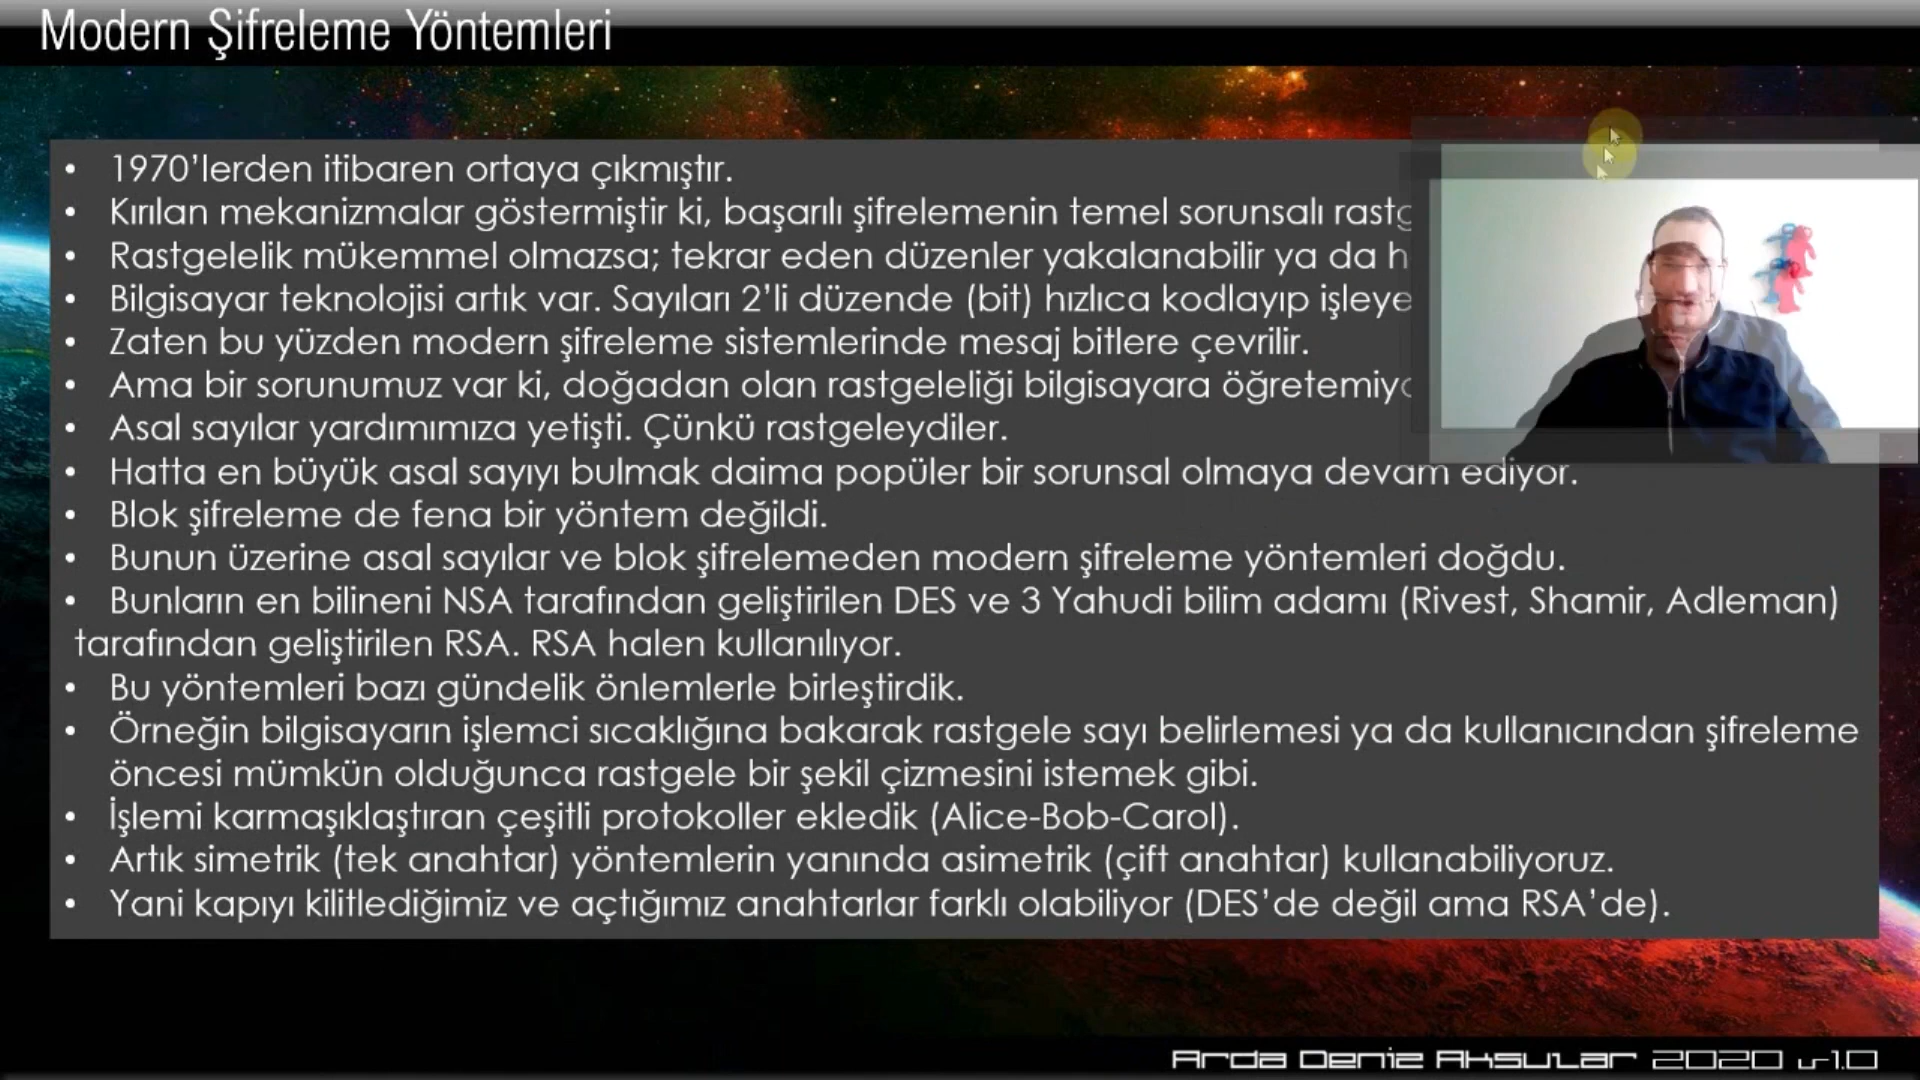 Modern Şifreleme Yöntemleri
• 1970’lerden itibaren ortaya çıkmıştır.
• Kırılan mekanizmalar göstermiştir ki, başarılı şifrelemenin temel sorunsalı
• Rastgelelik mükemmel olmazsa; tekrar eden düzenler yakalanabilir ya da
• Bilgisayar teknolojisi artık var. Sayıları 2’li düzende (bit) hızlıca kodlayıp
• Zaten bu yüzden modern şifreleme sistemlerinde mesaj bitlere çevrilir.
• Ama bir sorunumuz var ki, doğadan olan rastgeleliği bilgisayara
• Asal sayılar yardımımıza yetişti. Çünkü rastgeleydiler.
• Hatta en büyük asal sayıyı bulmak daima popüler bir sorunsal olmaya devam ediyor.
• Blok şifreleme de fena bir yöntem değildi.
• Bunun üzerine asal sayılar ve blok şifrelemeden modern şifreleme yöntemleri doğdu.
• Bunların en bilineni NSA tarafından geliştirilen DES ve 3 Yahudi bilim adamı (Rivest, Shamir, Adleman)
tarafından geliştirilen RSA. RSA halen kullanılıyor.
• Bu yöntemleri bazı gündelik önlemlerle birleştirdik.
• Örneğin bilgisayarın işlemci sıcaklığına bakarak rastgele sayı belirlemesi ya da kullanıcından şifreleme
öncesi mümkün olduğunca rastgele bir şekil çizmesini istemek gibi.
• İşlemi karmaşıklaştıran çeşitli protokoller ekledik (Alice-Bob-Carol).
• Artık simetrik (tek anahtar) yöntemlerin yanında asimetrik (çift anahtar) kullanabiliyoruz.
• Yani kapıyı kilitlediğimiz ve açtığımız anahtarlar farklı olabiliyor (DES’de değil ama RSA’de).
Arda Deniz Aksular 2020 v1.0